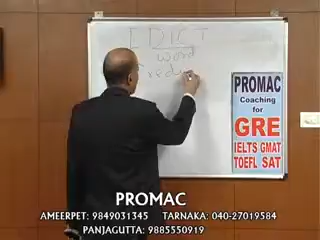 EDICT
word
PROMAC
Coaching
for
GRE
IELTS GMAT
TOEFL SAT
PROMAC
AMEERPET: 9849031345 TARNAKA: 040-27019584
PANJAGUTTA: 9885550919